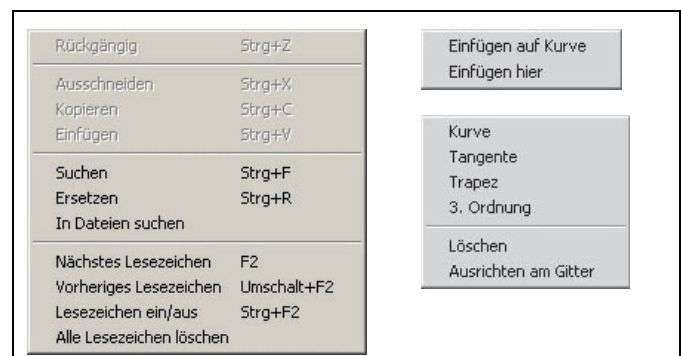 Rückgängig Strg+Z
Ausschneiden Strg+X
Kopieren Strg+C
Einfügen Strg+V
Suchen Strg+F
Ersetzen Strg+R
In Dateien suchen
Nächstes Lesezeichen F2
Vorheriges Lesezeichen Umschalt+F2
Lesezeichen ein/aus Strg+F2
Alle Lesezeichen löschen
Einfügen auf Kurve
Einfügen hier
Kurve
Tangente
Trapez
3. Ordnung
Löschen
Ausrichten am Gitter